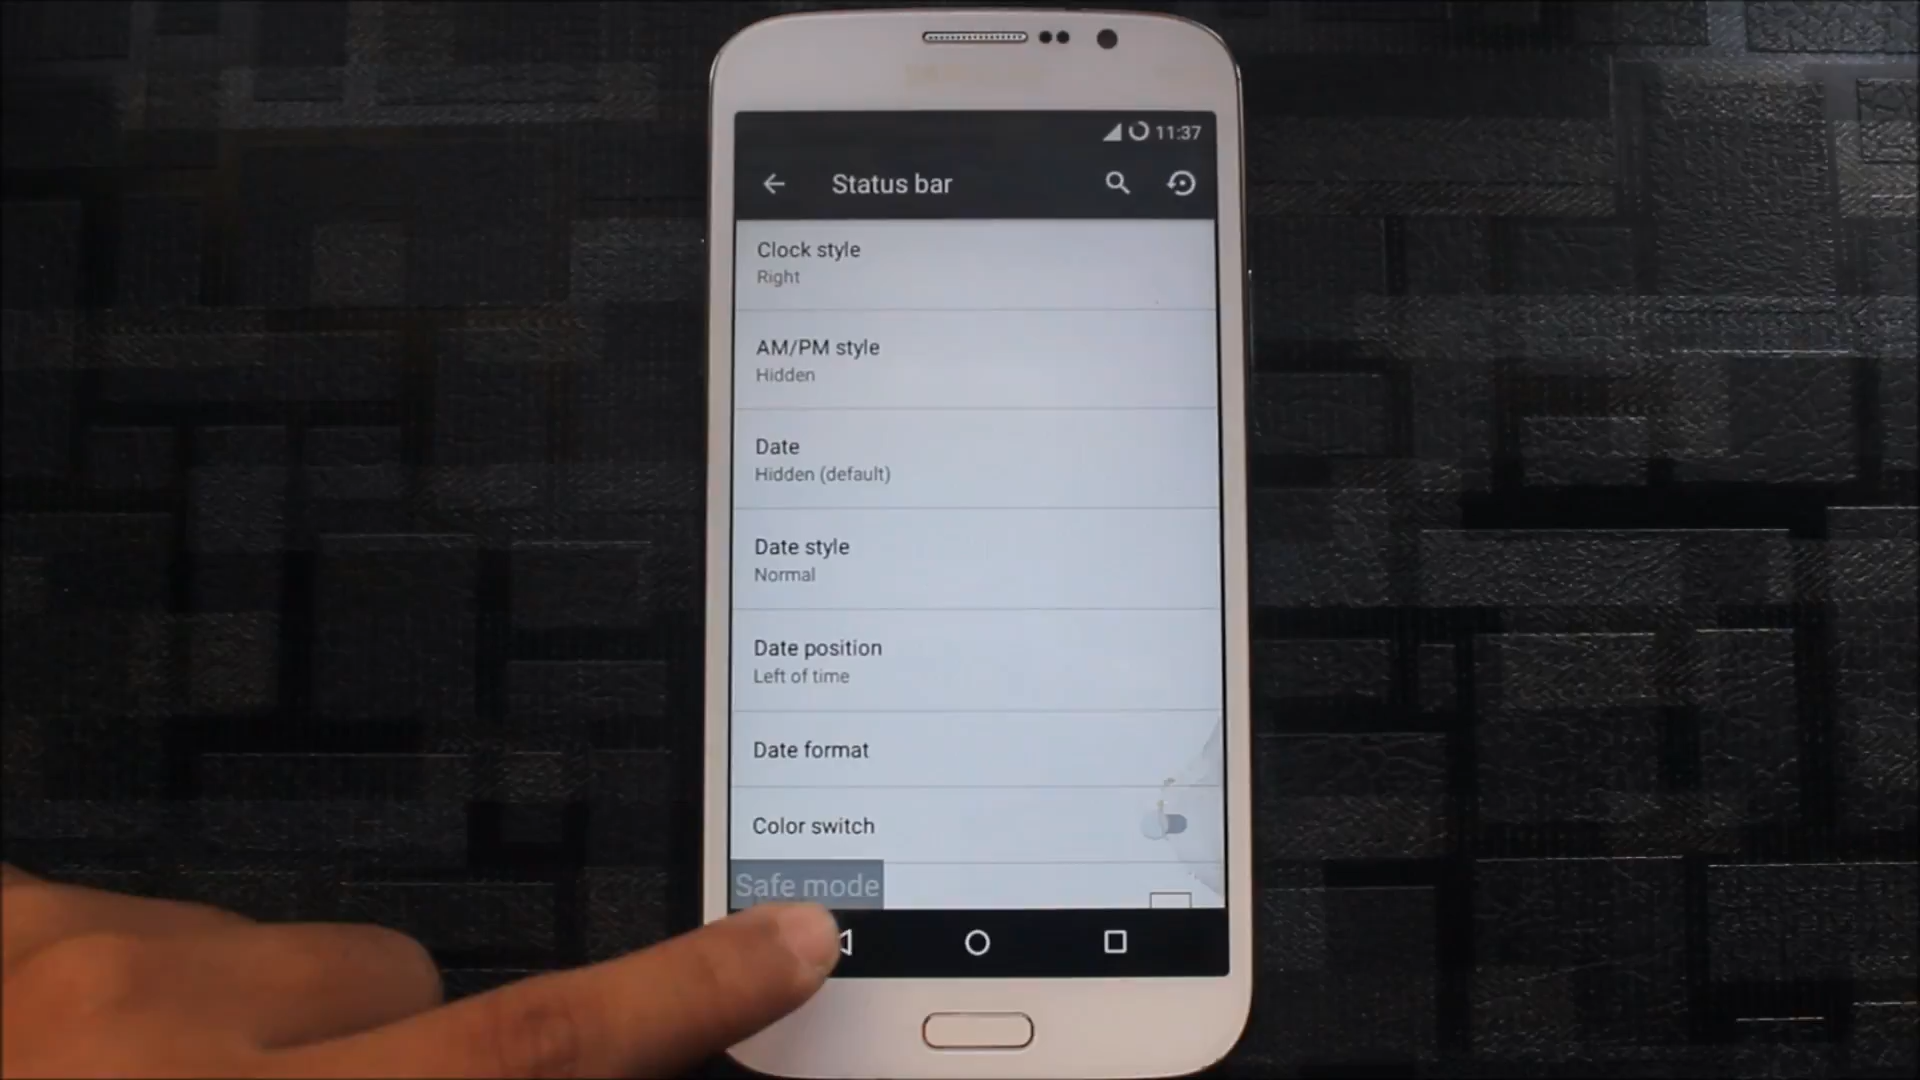 11:37
Status bar
Clock style
Right
AM/PM style
Hidden
Date
Hidden (default)
Date style
Normal
Date position
Left of time
Date format
Color switch
Safe mode